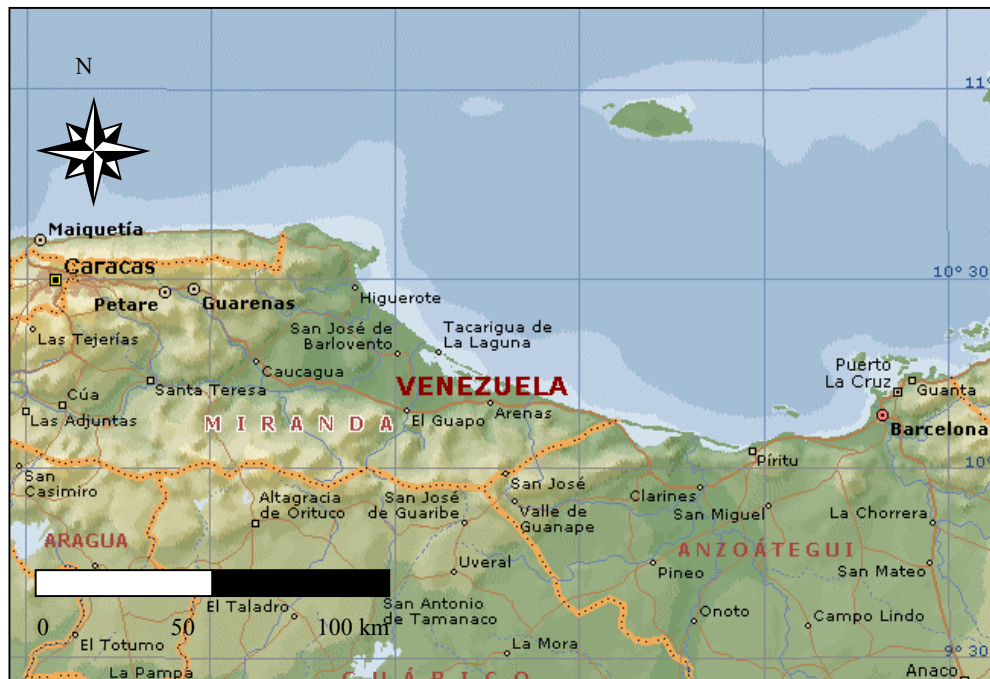 N
11°
Maiquetía
Caracas
10° 30
Petare
Guarenas
Higuerote
Las Tejerías
San José de
Barlovento
Tacarigua de
La Laguna
Caucagua
Puerto
La Cruz
Guanta
Cúa
Santa Teresa
VENEZUELA
Las Adjuntas
MIRANDA
El Guapo
Arenas
Barcelona
10°
San
Casimiro
Píritu
Altagracia
de Orituco
San José
de Guaribe
San José
Valle de
Guanape
Clarines
San Miguel
La Chorrera
ARAGUA
ANZOÁTEGUI
Uveral
Pineo
San Mateo
El Taladro
San Antonio
de Tamanaco
Onoto
Campo Lindo
0 50 100 km
El Totumo
La Mora
9° 30
La Pampa
GUÁRICO
Anaco